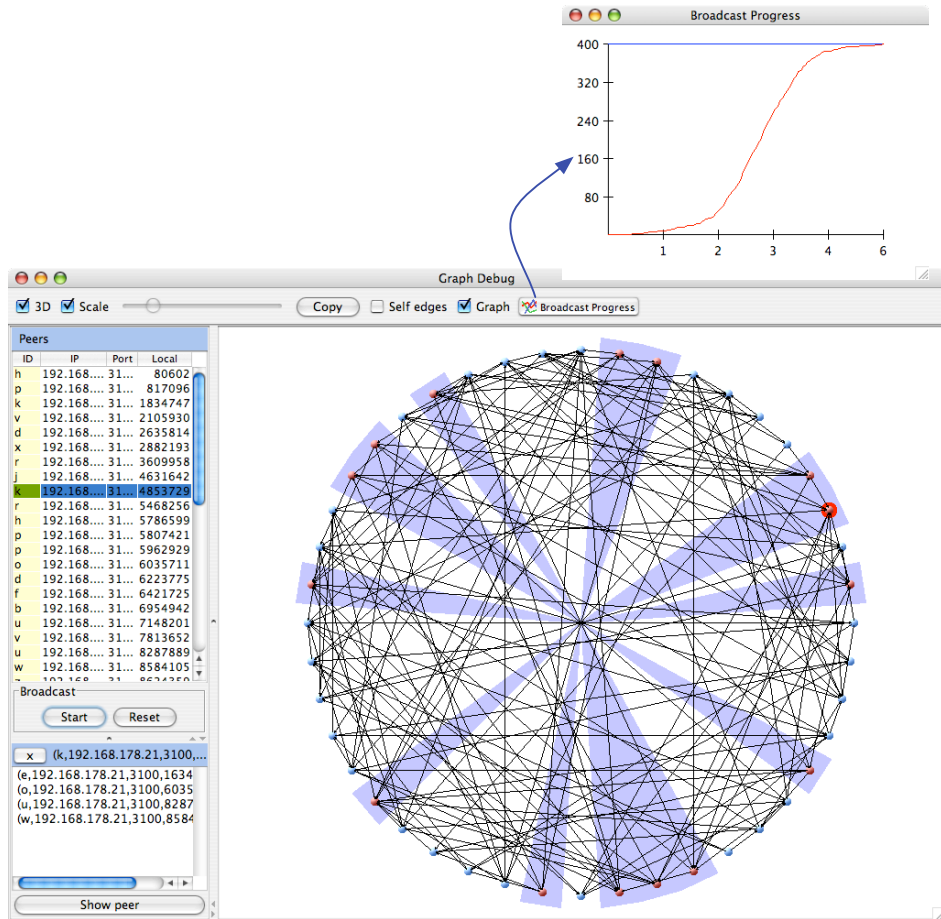 Broadcast Progress
400
320
240
160
80
1 2 3 4 6
Graph Debug
3D Scale Copy Self edges Graph Broadcast Progress
Peers
ID IP Port Local
h 192.168.... 31... 80602
p 192.168.... 31... 817096
k 192.168.... 31... 1834747
v 192.168.... 31... 2105930
d 192.168.... 31... 2635814
x 192.168.... 31... 2882193
r 192.168.... 31... 3609958
j 192.168.... 31... 4631642
k 192.168.... 31... 4853729
r 192.168.... 31... 5468256
h 192.168.... 31... 5786599
p 192.168.... 31... 5807421
p 192.168.... 31... 5962929
o 192.168.... 31... 6035711
d 192.168.... 31... 6223775
f 192.168.... 31... 6421725
b 192.168.... 31... 6954942
u 192.168.... 31... 7148201
v 192.168.... 31... 7813652
u 192.168.... 31... 8287889
w 192.168.... 31... 8584105
Broadcast
Start Reset
x (k,192.168.178.21,3100,...
(e,192.168.178.21,3100,1634
(o,192.168.178.21,3100,6035
(u,192.168.178.21,3100,8287
(w,192.168.178.21,3100,8584
Show peer